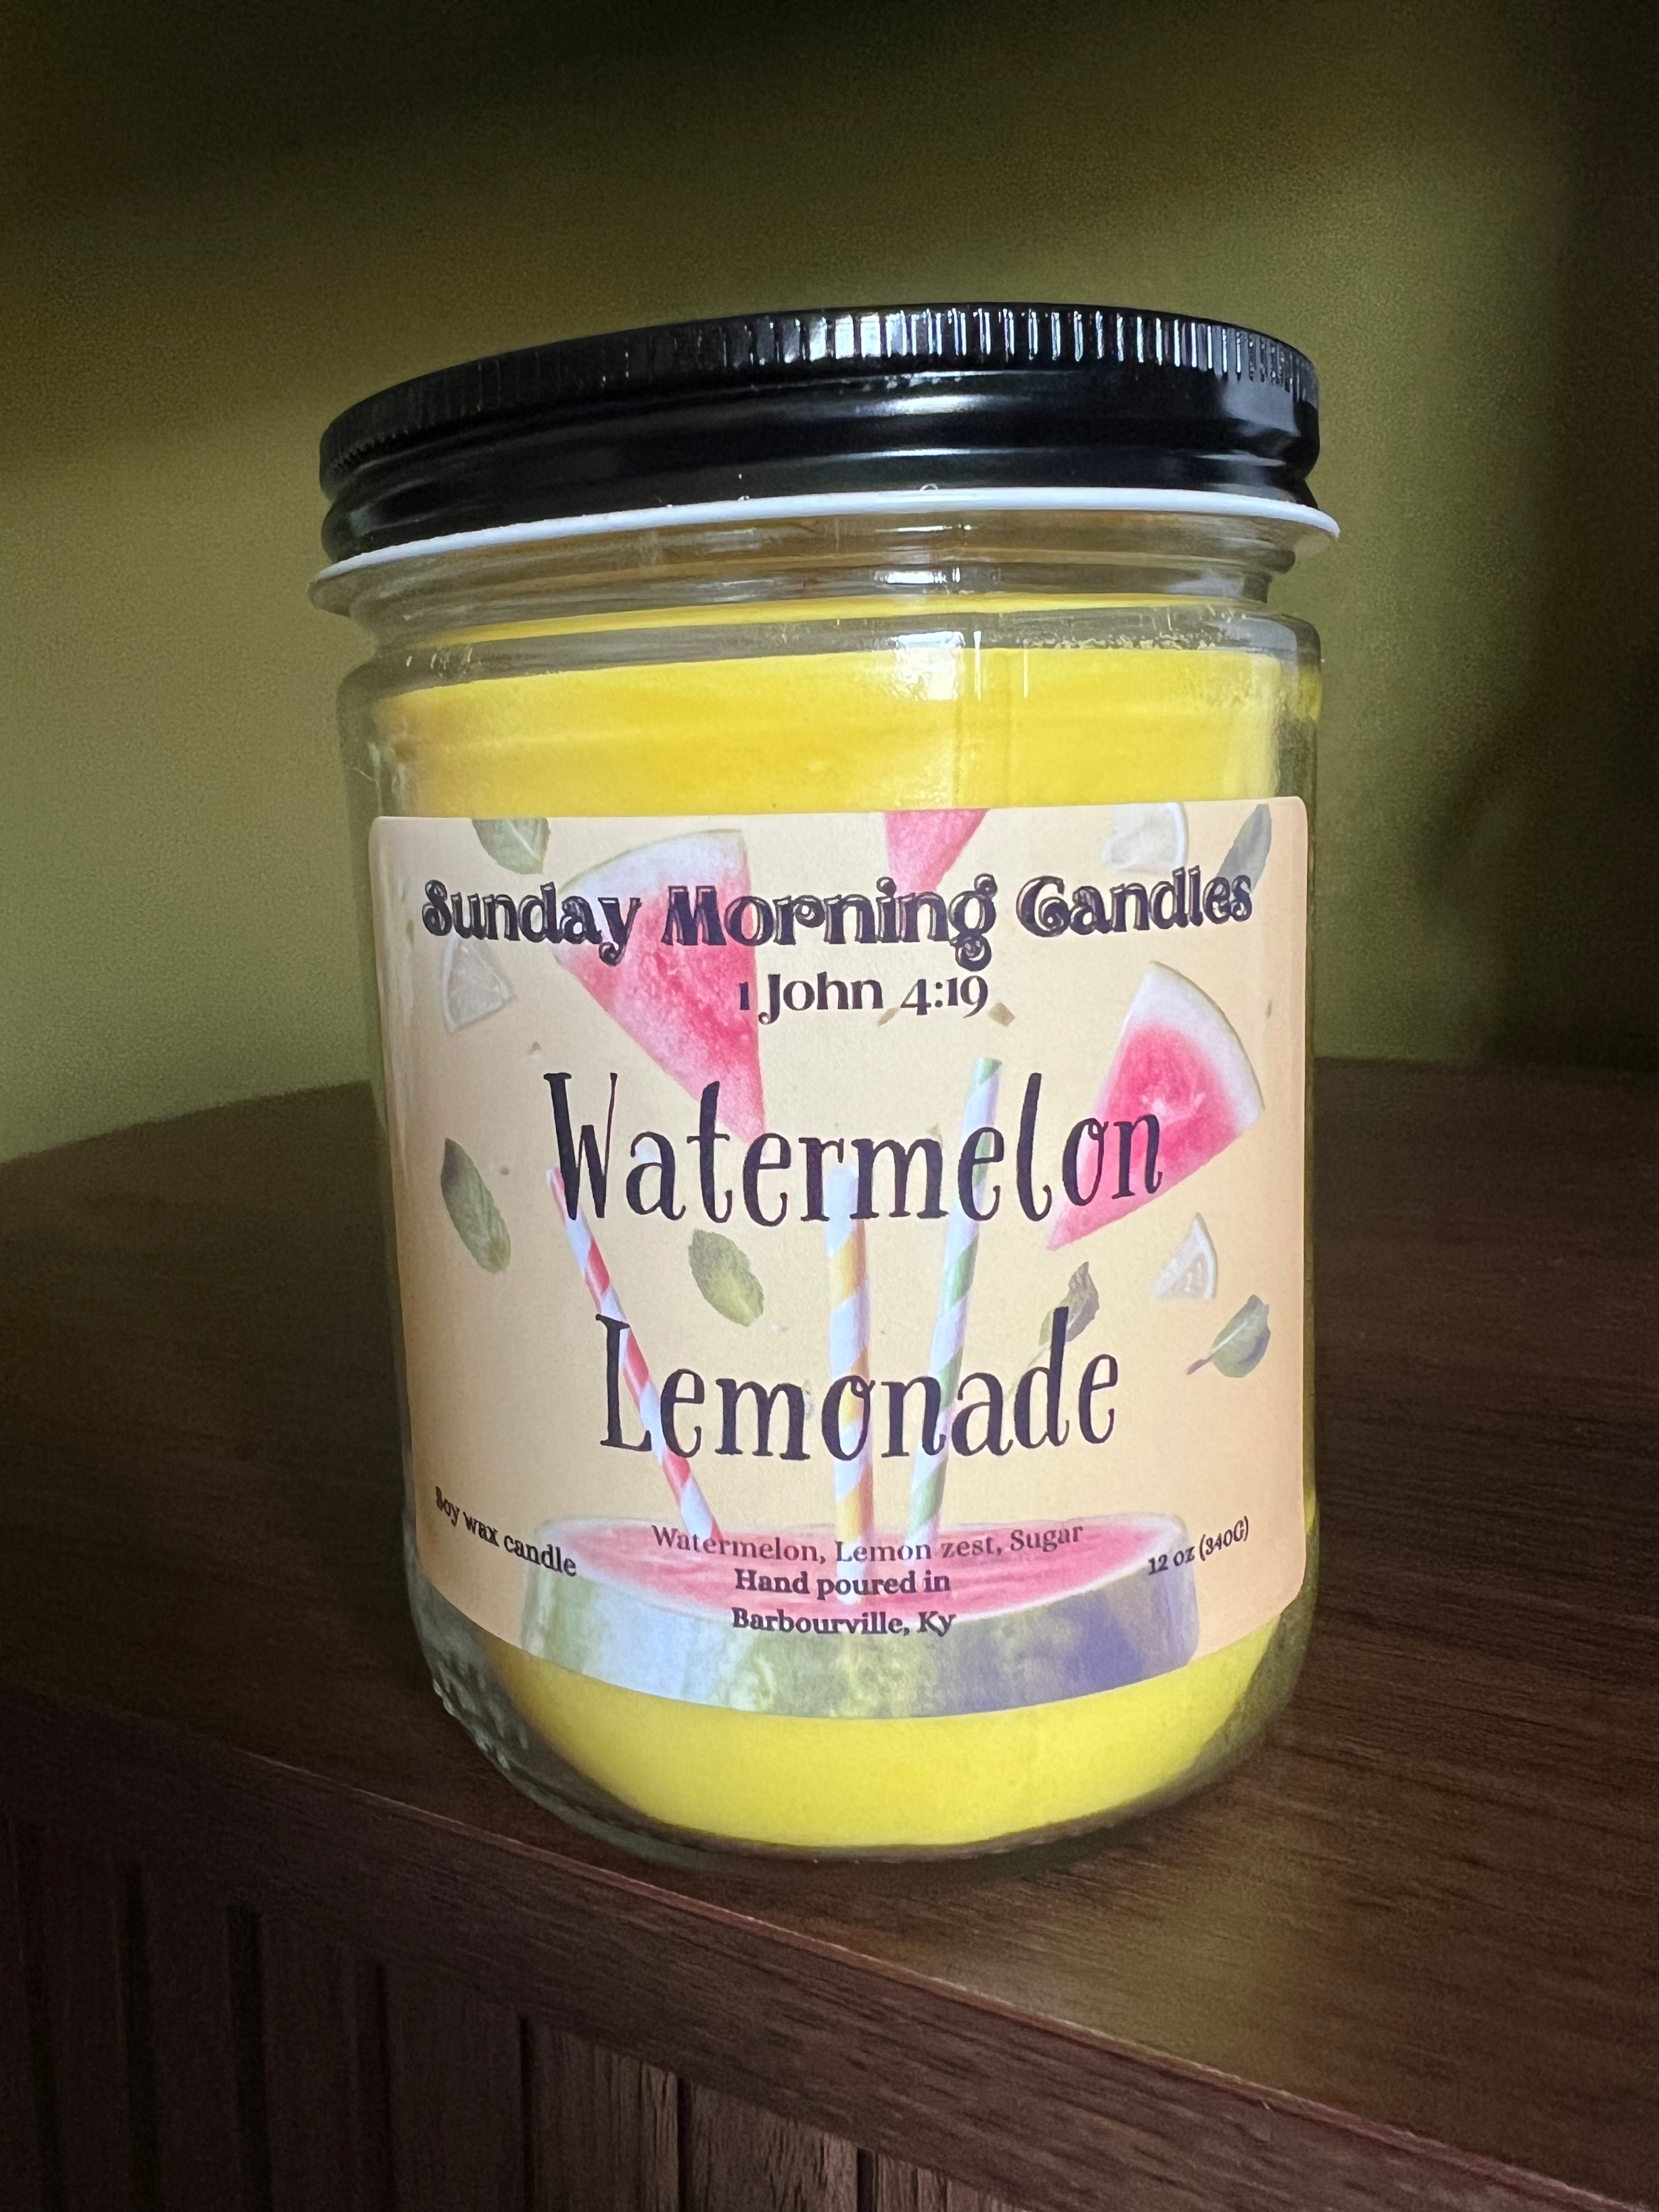 Sunday Morning Candles
1 John 4:19
Watermelon
Lemonade
Soy wax candle
Watermelon, Lemon zest, Sugar
12 oz (340G)
Hand poured in
Barbourville, Ky